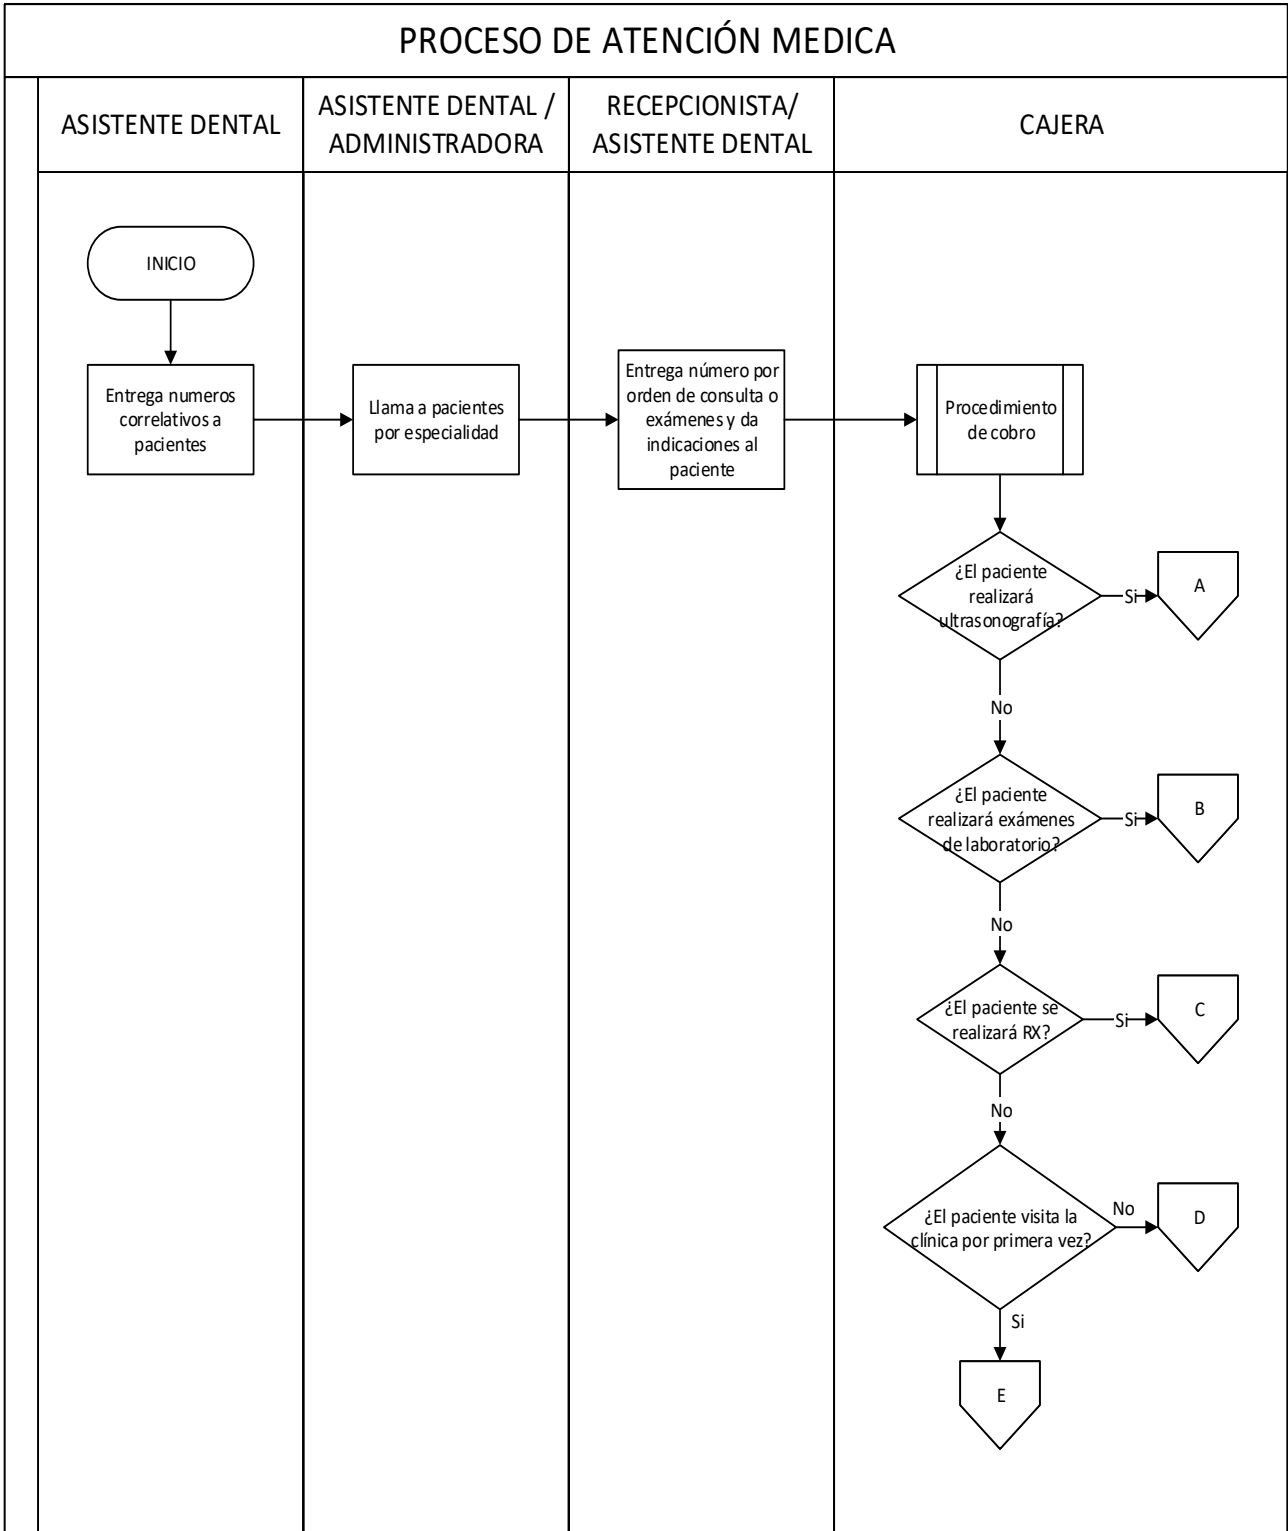 PROCESO DE ATENCIÓN MEDICA
ASISTENTE DENTAL
ASISTENTE DENTAL /
ADMINISTRADORA
RECEPCIONISTA/
ASISTENTE DENTAL
CAJERA
INICIO
Entrega numeros
correlativos a
pacientes
Llama a pacientes
por especialidad
Entrega número por
orden de consulta o
exámenes y da
indicaciones al
paciente
Procedimiento
de cobro
¿El paciente
realizará
ultrasonografía?
Si
A
No
¿El paciente
realizará exámenes
de laboratorio?
Si
B
No
¿El paciente se
realizará RX?
Si
C
No
¿El paciente visita la
clínica por primera vez?
No
D
Si
E